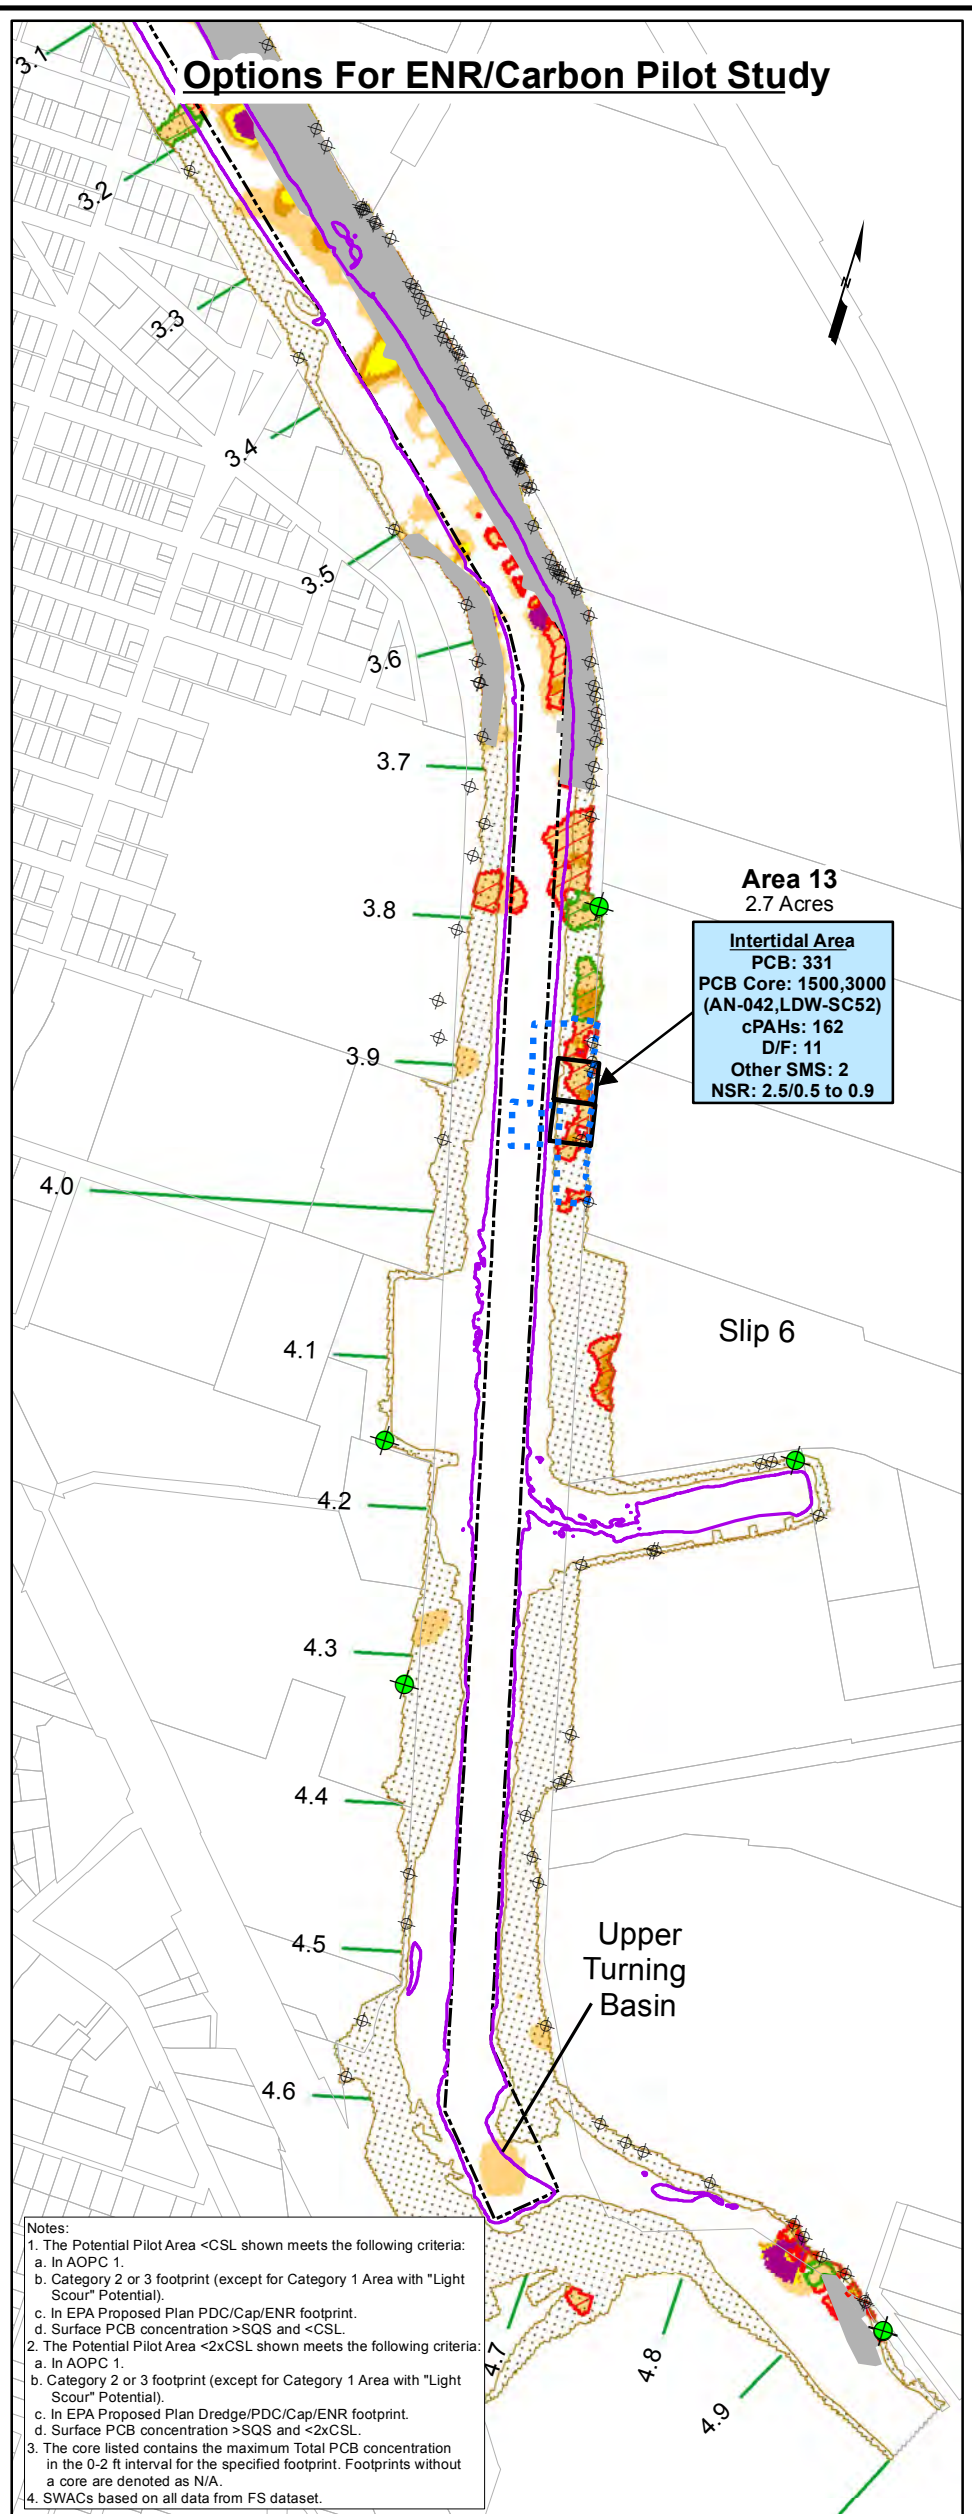 Options For ENR/Carbon Pilot Study
3.1
3.2
N
3.3
3.4
3.5
3.6
3.7
3.8
Area 13
2.7 Acres
Intertidal Area
PCB: 331
PCB Core: 1500,3000
(AN-042,LDW-SC52)
cPAHs: 162
D/F: 11
Other SMS: 2
NSR: 2.5/0.5 to 0.9
3.9
4.0
4.1
Slip 6
4.2
4.3
4.4
4.5
Upper
Turning
Basin
4.6
4.7
4.8
4.9
Notes:
1. The Potential Pilot Area <CSL shown meets the following criteria:
a. In AOPC 1.
b. Category 2 or 3 footprint (except for Category 1 Area with "Light
Scour" Potential).
c. In EPA Proposed Plan PDC/Cap/ENR footprint.
d. Surface PCB concentration >SQS and <CSL.
2. The Potential Pilot Area <2xCSL shown meets the following criteria:
a. In AOPC 1.
b. Category 2 or 3 footprint (except for Category 1 Area with "Light
Scour" Potential).
c. In EPA Proposed Plan Dredge/PDC/Cap/ENR footprint.
d. Surface PCB concentration >SQS and <2xCSL.
3. The core listed contains the maximum Total PCB concentration
in the 0-2 ft interval for the specified footprint. Footprints without
a core are denoted as N/A.
4. SWACs based on all data from FS dataset.